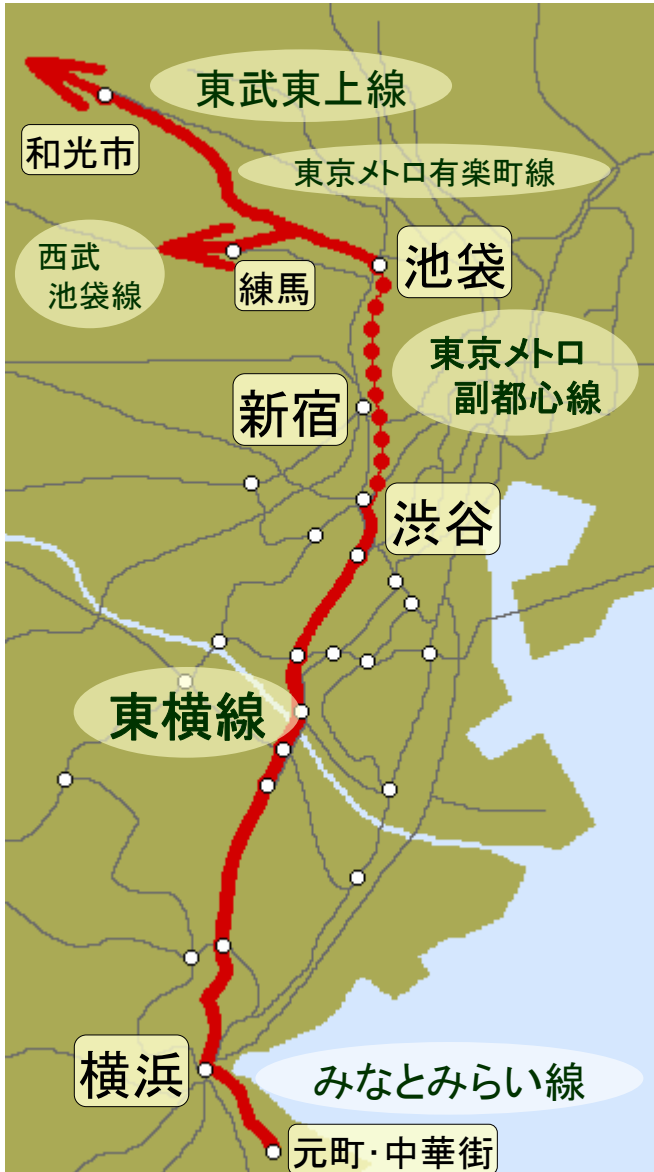 東武東上線
和光市
東京メトロ有楽町線
西武
池袋線
練馬
池袋
東京メトロ
副都心線
新宿
渋谷
東横線
横浜
みなとみらい線
元町・中華街